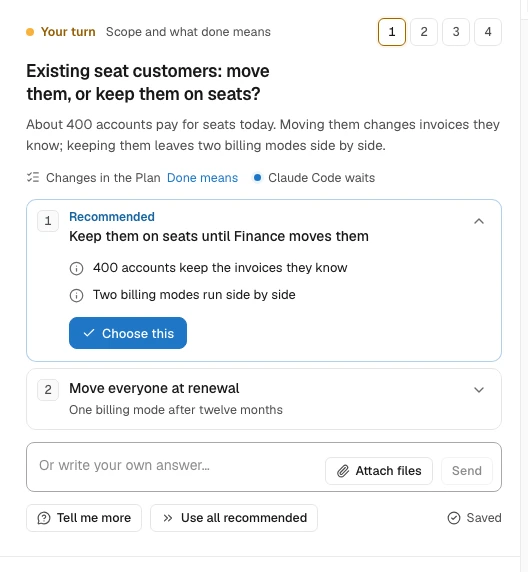 Your turn Scope and what done means 1 2 3 4
Existing seat customers: move
them, or keep them on seats?
About 400 accounts pay for seats today. Moving them changes invoices they
know; keeping them leaves two billing modes side by side.
Changes in the Plan Done means Claude Code waits
1 Recommended
Keep them on seats until Finance moves them
400 accounts keep the invoices they know
Two billing modes run side by side
Choose this
2 Move everyone at renewal
One billing mode after twelve months
Or write your own answer...
Attach files Send
Tell me more Use all recommended Saved